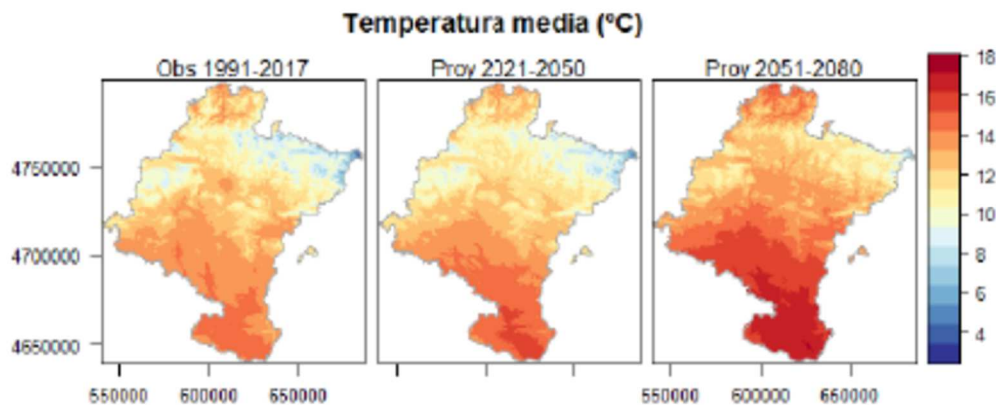 Temperatura media (ºC)
Obs 1991-2017
Proy 2021-2050
Proy 2051-2080
18
16
14
12
10
8
6
4
4750000
4700000
4650000
550000 600000 650000
550000 600000 650000